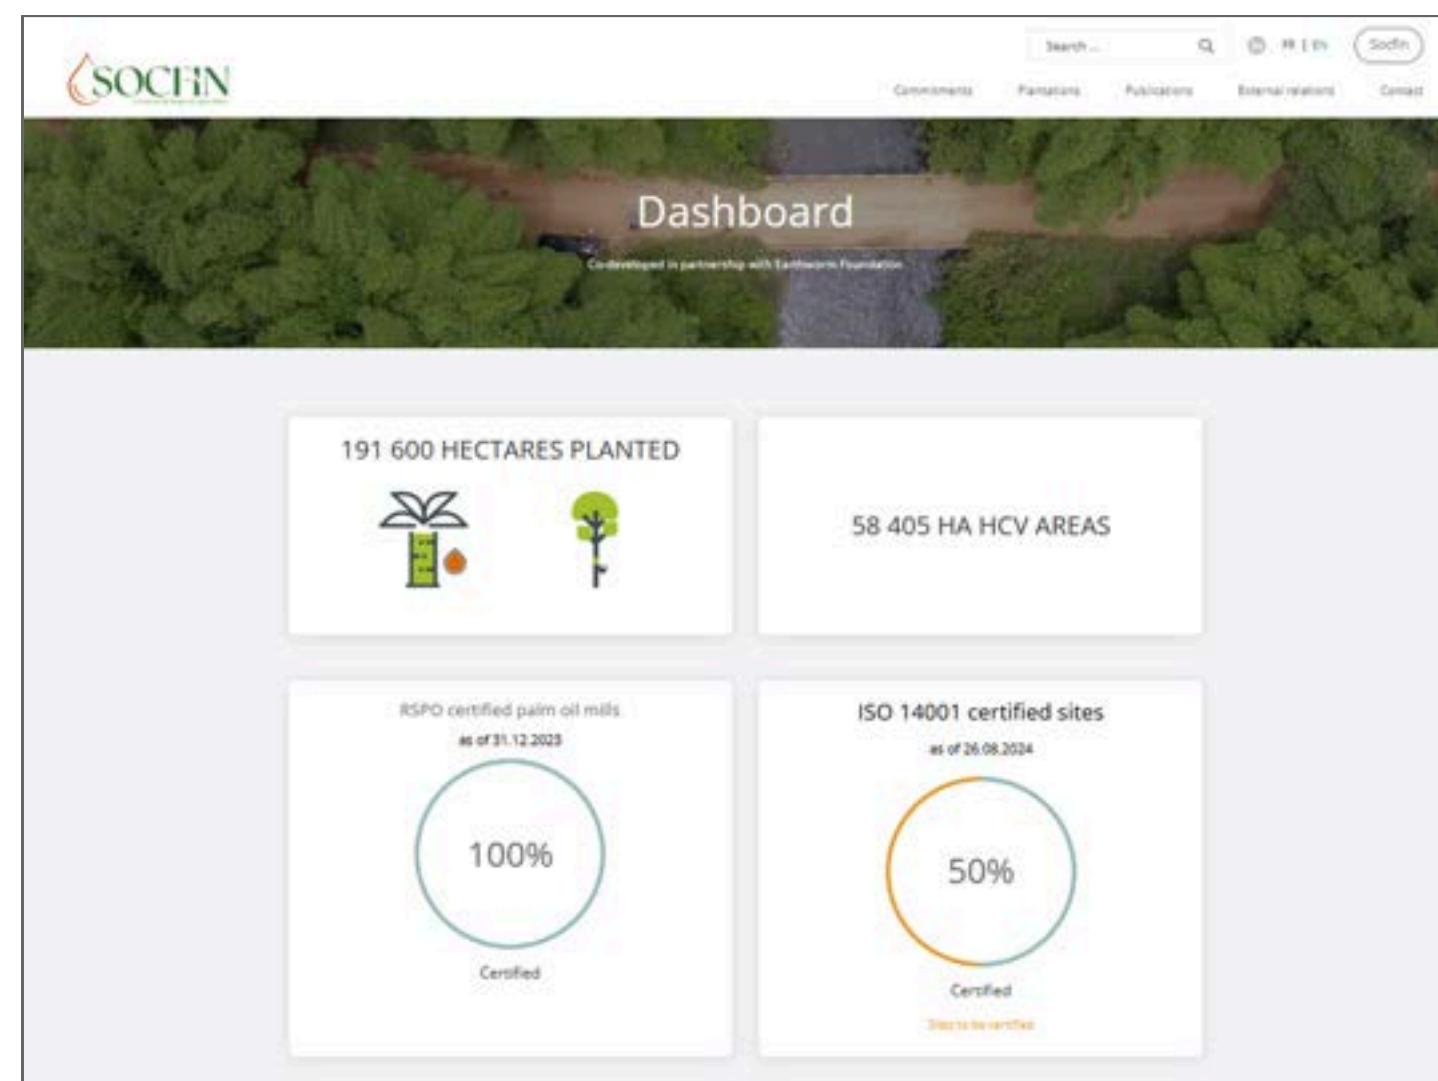 Search ...
FR | EN
Socfin
SOCFIN
Commitments
Plantations
Publications
External relations
Contact
Dashboard
Co-developed in partnership with Earthworm Foundation
191 600 HECTARES PLANTED
58 405 HA HCV AREAS
RSPO certified palm oil mills
as of 31.12.2023
100%
Certified
ISO 14001 certified sites
as of 26.08.2024
50%
Certified
Sites to be certified